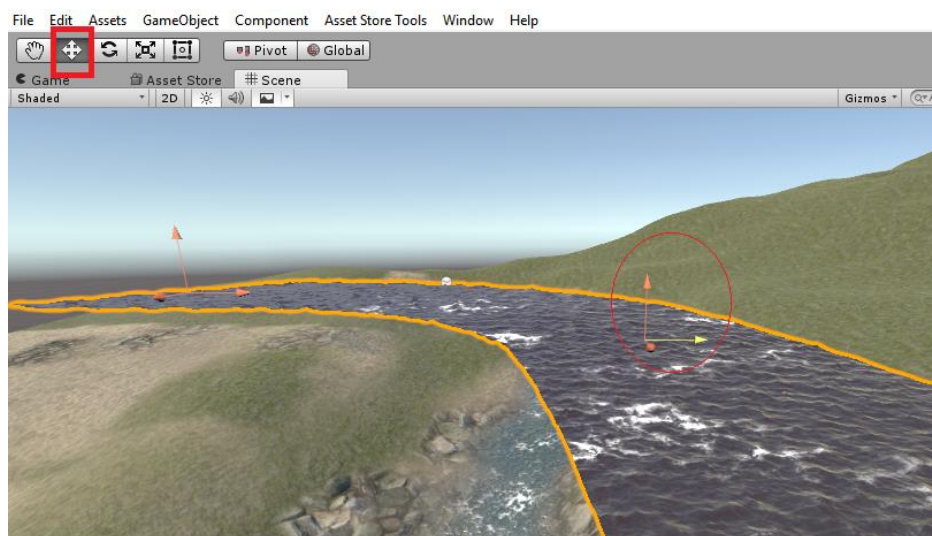 File Edit Assets GameObject Component Asset Store Tools Window Help
Pivot Global
Game Asset Store Scene
Shaded 2D Gizmos